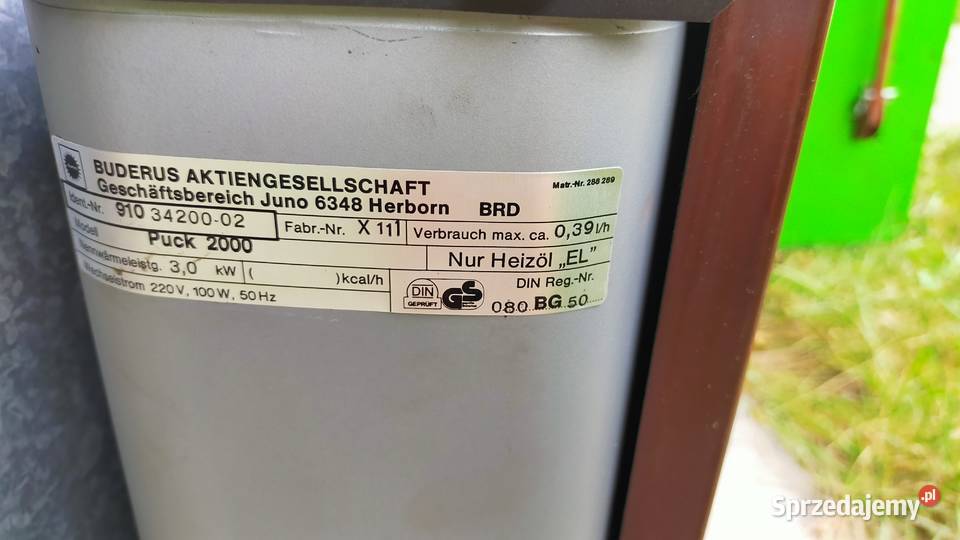 BUDERUS AKTIENGESELLSCHAFT
Matr.-Nr. 288 289
Geschäftsbereich Juno 6348 Herborn BRD
Ident.-Nr. 910 34200-02
Fabr.-Nr. X 111
Verbrauch max. ca. 0,39 l/h
Modell Puck 2000
Nur Heizöl „EL"
Nennwärmeleistg. 3,0 kW ( )kcal/h
DIN Reg.-Nr.
Wechselstrom 220 V, 100 W, 50 Hz
DIN
GEPRÜFT
GS
080 BG 50
Sprzedajemy.pl